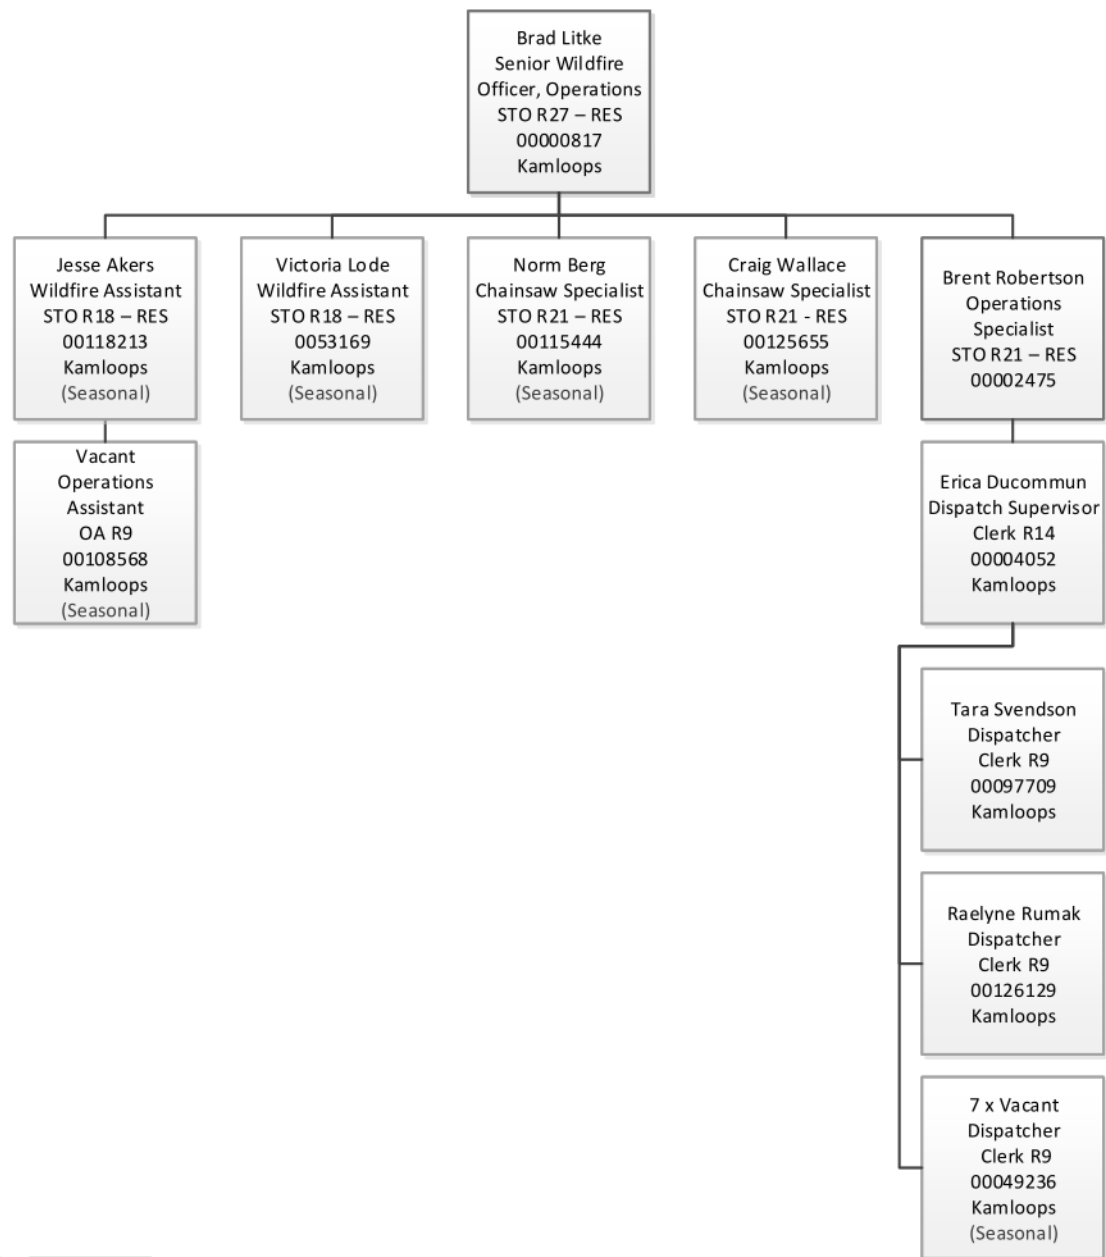 Brad Litke
Senior Wildfire
Officer, Operations
STO R27 – RES
00000817
Kamloops
Jesse Akers
Wildfire Assistant
STO R18 – RES
00118213
Kamloops
(Seasonal)
Victoria Lode
Wildfire Assistant
STO R18 – RES
0053169
Kamloops
(Seasonal)
Norm Berg
Chainsaw Specialist
STO R21 – RES
00115444
Kamloops
(Seasonal)
Craig Wallace
Chainsaw Specialist
STO R21 - RES
00125655
Kamloops
(Seasonal)
Brent Robertson
Operations
Specialist
STO R21 – RES
00002475
Vacant
Operations
Assistant
OA R9
00108568
Kamloops
(Seasonal)
Erica Ducommun
Dispatch Supervisor
Clerk R14
00004052
Kamloops
Tara Svendson
Dispatcher
Clerk R9
00097709
Kamloops
Raelyne Rumak
Dispatcher
Clerk R9
00126129
Kamloops
7 x Vacant
Dispatcher
Clerk R9
00049236
Kamloops
(Seasonal)